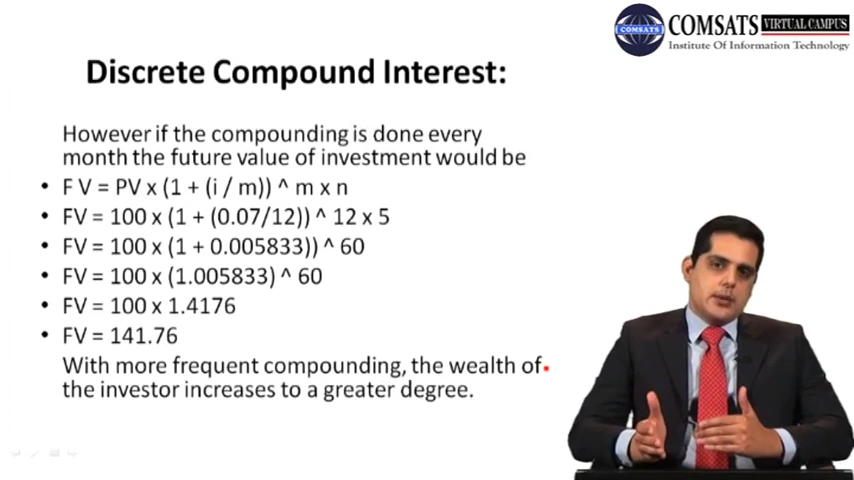 COMSATS
COMSATS VIRTUAL CAMPUS
Institute Of Information Technology
Discrete Compound Interest:
However if the compounding is done every
month the future value of investment would be
• F V = PV x (1 + (i / m)) ^ m x n
• FV = 100 x (1 + (0.07/12)) ^ 12 x 5
• FV = 100 x (1 + 0.005833)) ^ 60
• FV = 100 x (1.005833) ^ 60
• FV = 100 x 1.4176
• FV = 141.76
With more frequent compounding, the wealth of
the investor increases to a greater degree.